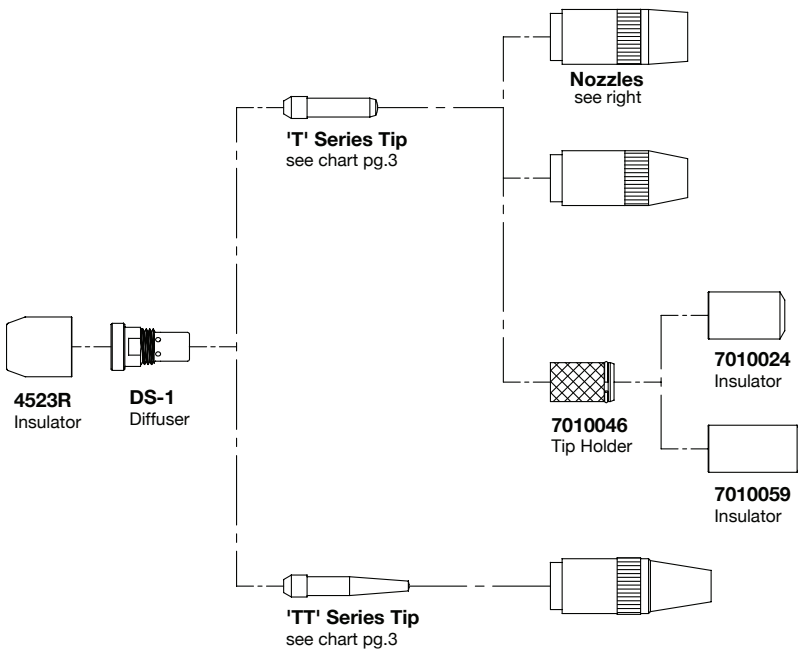 Nozzles
see right
'T' Series Tip
see chart pg.3
4523R
Insulator
DS-1
Diffuser
7010046
Tip Holder
7010024
Insulator
7010059
Insulator
'TT' Series Tip
see chart pg.3